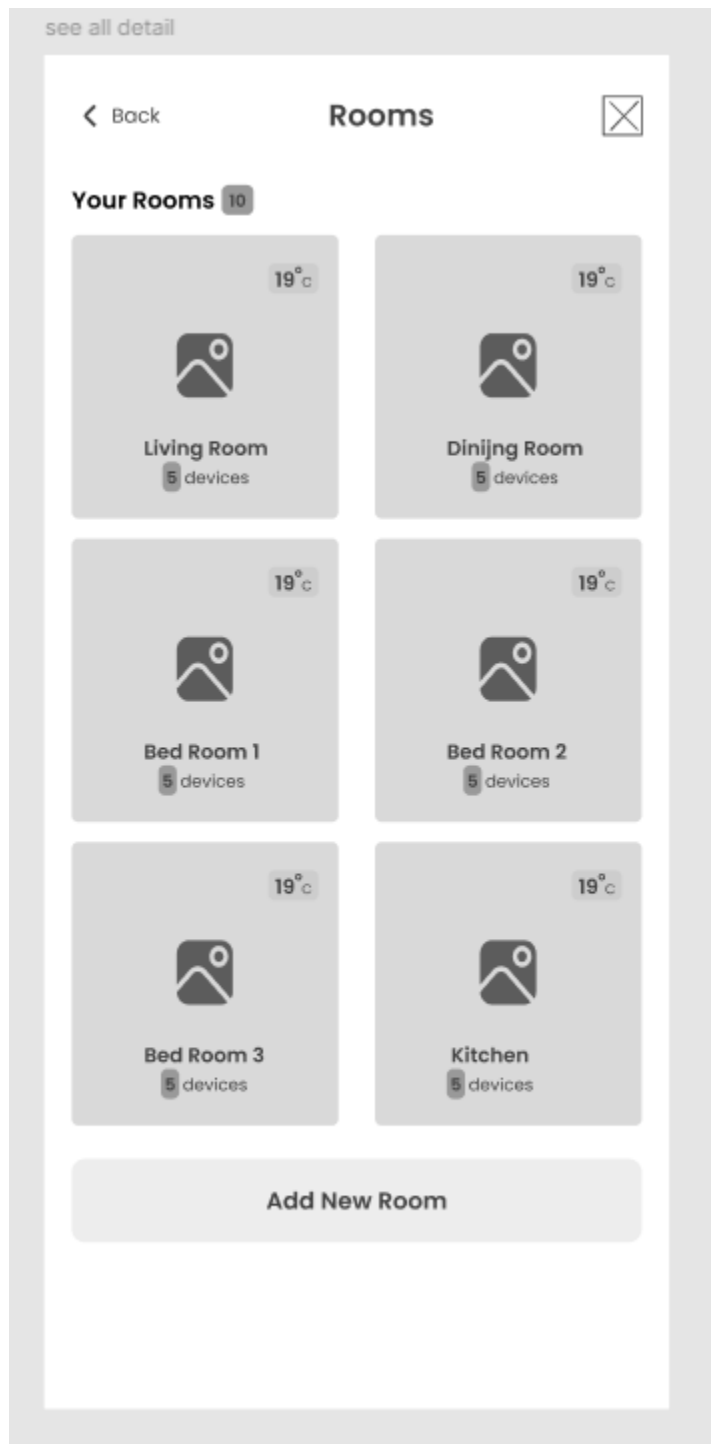 see all detail
Back Rooms
Your Rooms 10
19°c 19°c
Living Room Dinijng Room
5 devices 5 devices
19°c 19°c
Bed Room 1 Bed Room 2
5 devices 5 devices
19°c 19°c
Bed Room 3 Kitchen
5 devices 5 devices
Add New Room